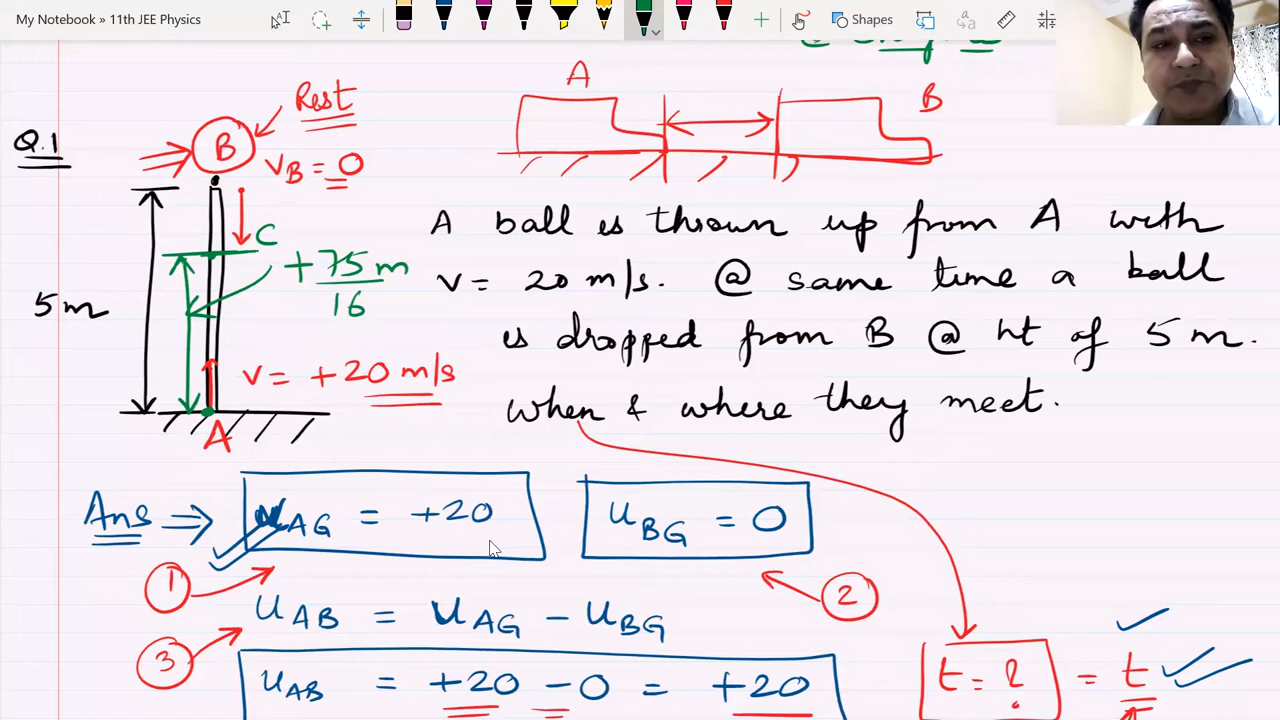 My Notebook » 11th JEE Physics
Shapes
A
B
Rest
Q.1
B
VB = 0
C
+75 m
16
5 m
V = +20 m/s
A
A ball is thrown up from A with
V = 20 m/s. @ same time a ball
is dropped from B @ ht of 5 m.
when & where they meet.
Ans ⇒ uAG = +20
uBG = 0
1
2
3
uAB = uAG - uBG
uAB = +20 - 0 = +20
t = ? = t